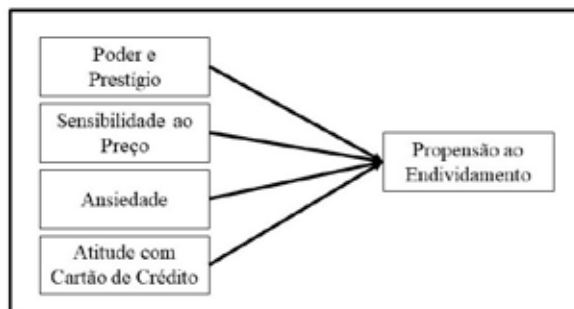 Poder e
Prestígio
Sensibilidade ao
Preço
Ansiedade
Atitude com
Cartão de Crédito
Propensão ao
Endividamento